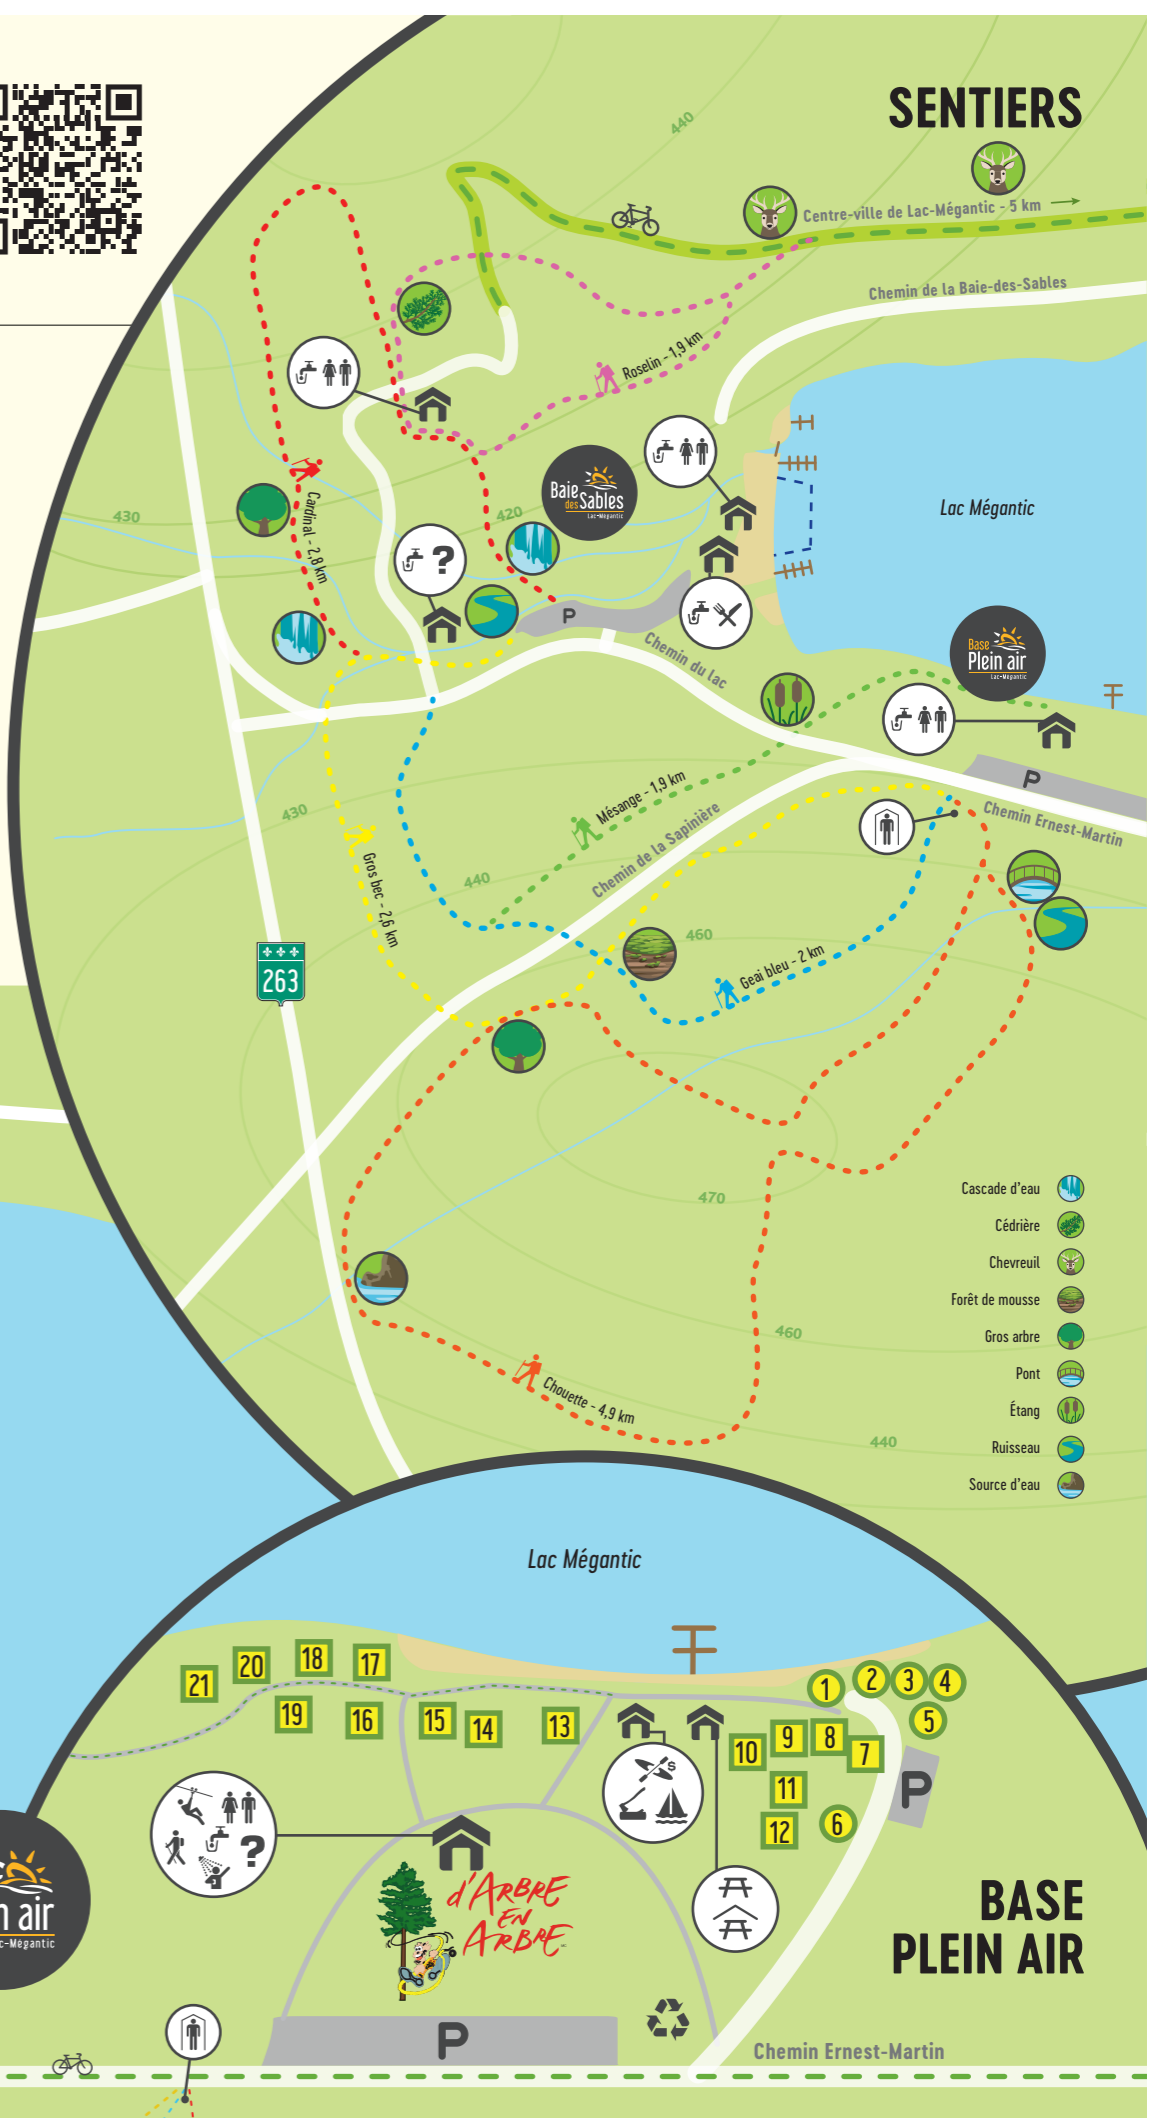 SENTIERS
440
Centre-ville de Lac-Mégantic - 5 km
Chemin de la Baie-des-Sables
Roselin - 1,9 km
Baie
des Sables
Lac-Mégantic
Lac Mégantic
430
420
Cardinal - 2,8 km
?
P
Chemin du lac
Base
Plein air
Lac-Mégantic
P
Mésange - 1,9 km
Chemin de la Sapinière
Chemin Ernest-Martin
430
Gros bec - 2,6 km
440
460
Geai bleu - 2 km
263
470
Cascade d'eau
Cédrière
Chevreuil
Forêt de mousse
Gros arbre
Pont
Étang
Ruisseau
Source d'eau
460
Chouette - 4,9 km
440
Lac Mégantic
21
20
18
17
19
16
15
14
13
1
2
3
4
5
10
9
8
7
11
12
6
P
$
?
d'ARBRE
EN
ARBRE
n air
c-Mégantic
BASE
PLEIN AIR
P
Chemin Ernest-Martin